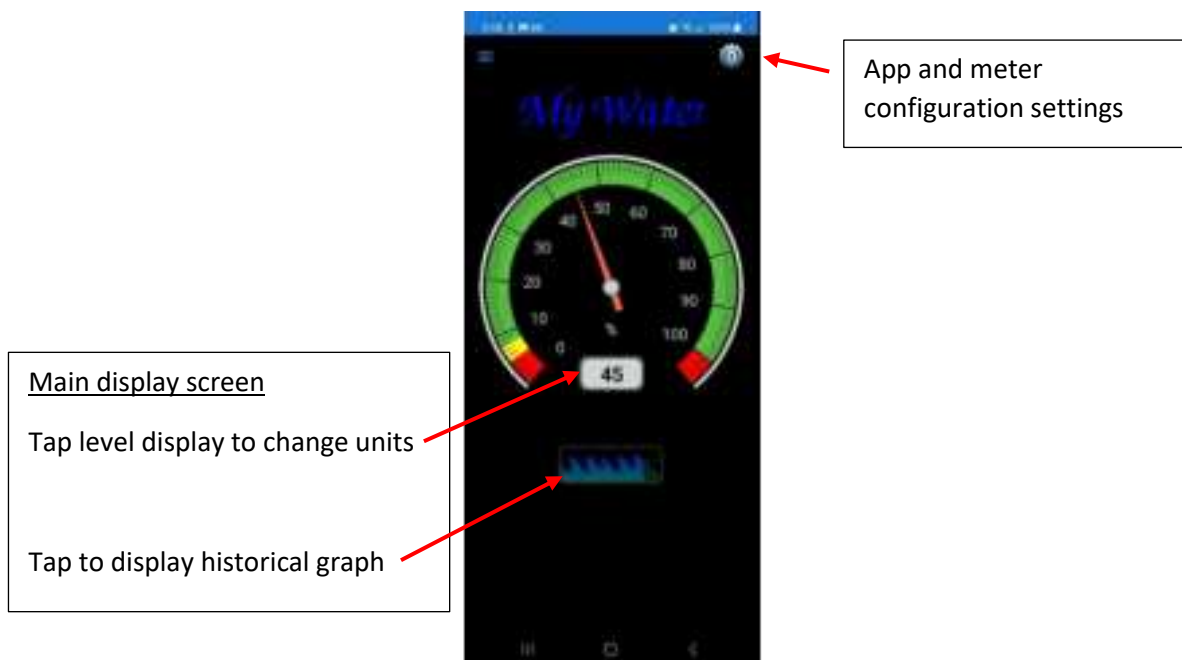 App and meter
configuration settings
My Water
50
40
60
30
70
20
80
10
90
0
%
100
45
Main display screen
Tap level display to change units
Tap to display historical graph